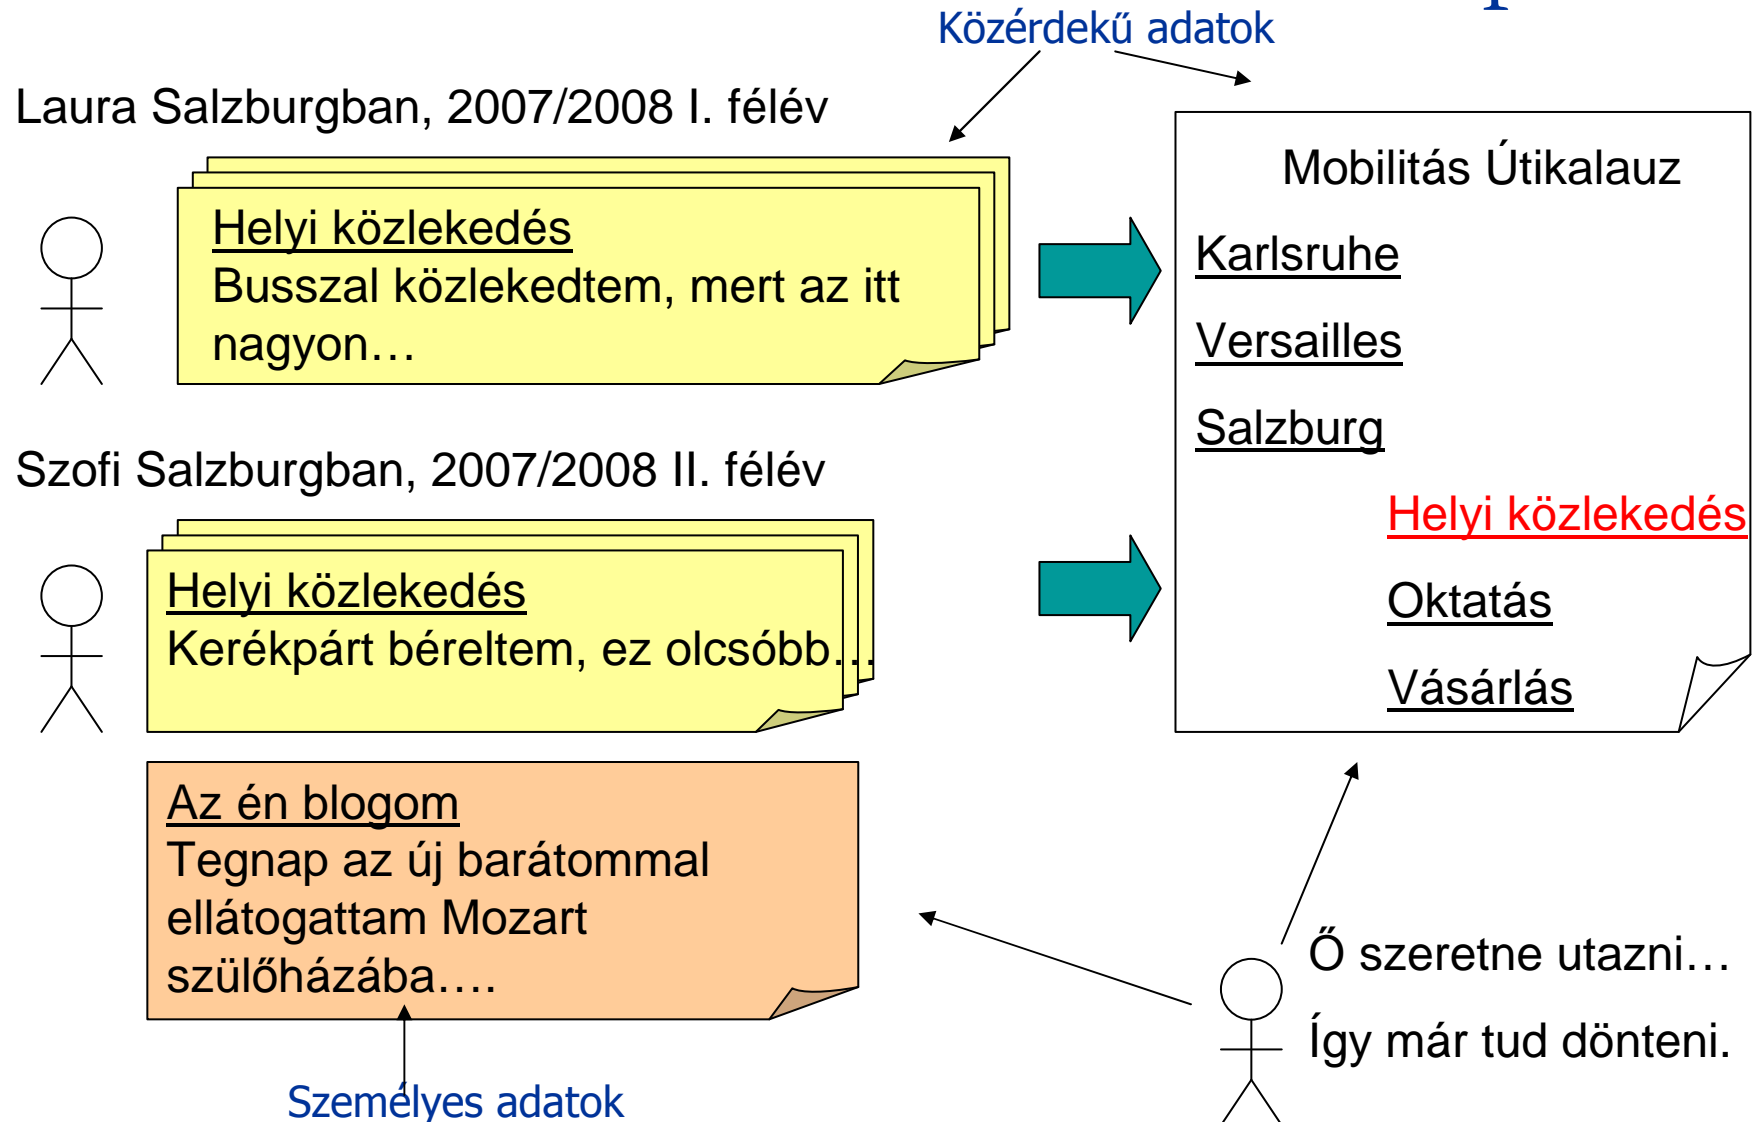 Közérdekű adatok
Laura Salzburgban, 2007/2008 I. félév
Helyi közlekedés
Busszal közlekedtem, mert az itt
nagyon…
Mobilitás Útikalauz
Karlsruhe
Versailles
Salzburg
Helyi közlekedés
Oktatás
Vásárlás
Szofi Salzburgban, 2007/2008 II. félév
Helyi közlekedés
Kerékpárt béreltem, ez olcsóbb…
Az én blogom
Tegnap az új barátommal
ellátogattam Mozart
szülőházába….
Személyes adatok
Ő szeretne utazni…
Így már tud dönteni.